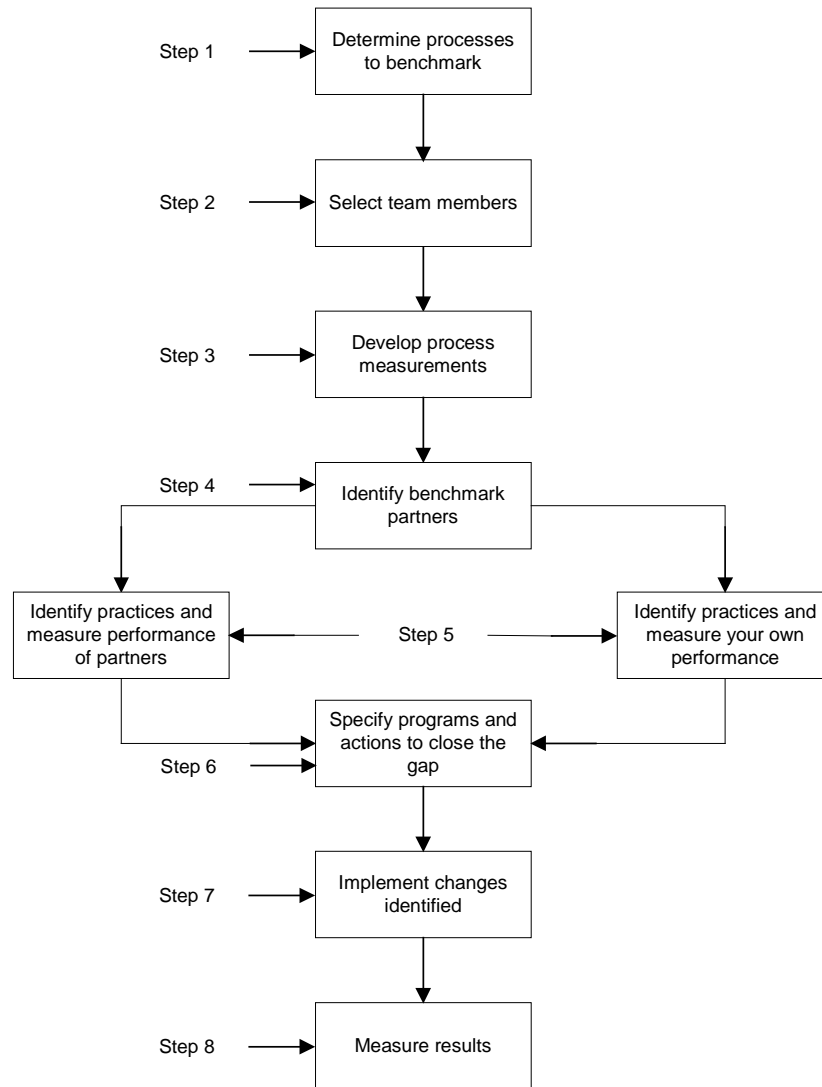 Step 1
Determine processes
to benchmark
Step 2
Select team members
Step 3
Develop process
measurements
Step 4
Identify benchmark
partners
Identify practices and
measure performance
of partners
Step 5
Identify practices and
measure your own
performance
Specify programs and
actions to close the
gap
Step 6
Step 7
Implement changes
identified
Step 8
Measure results